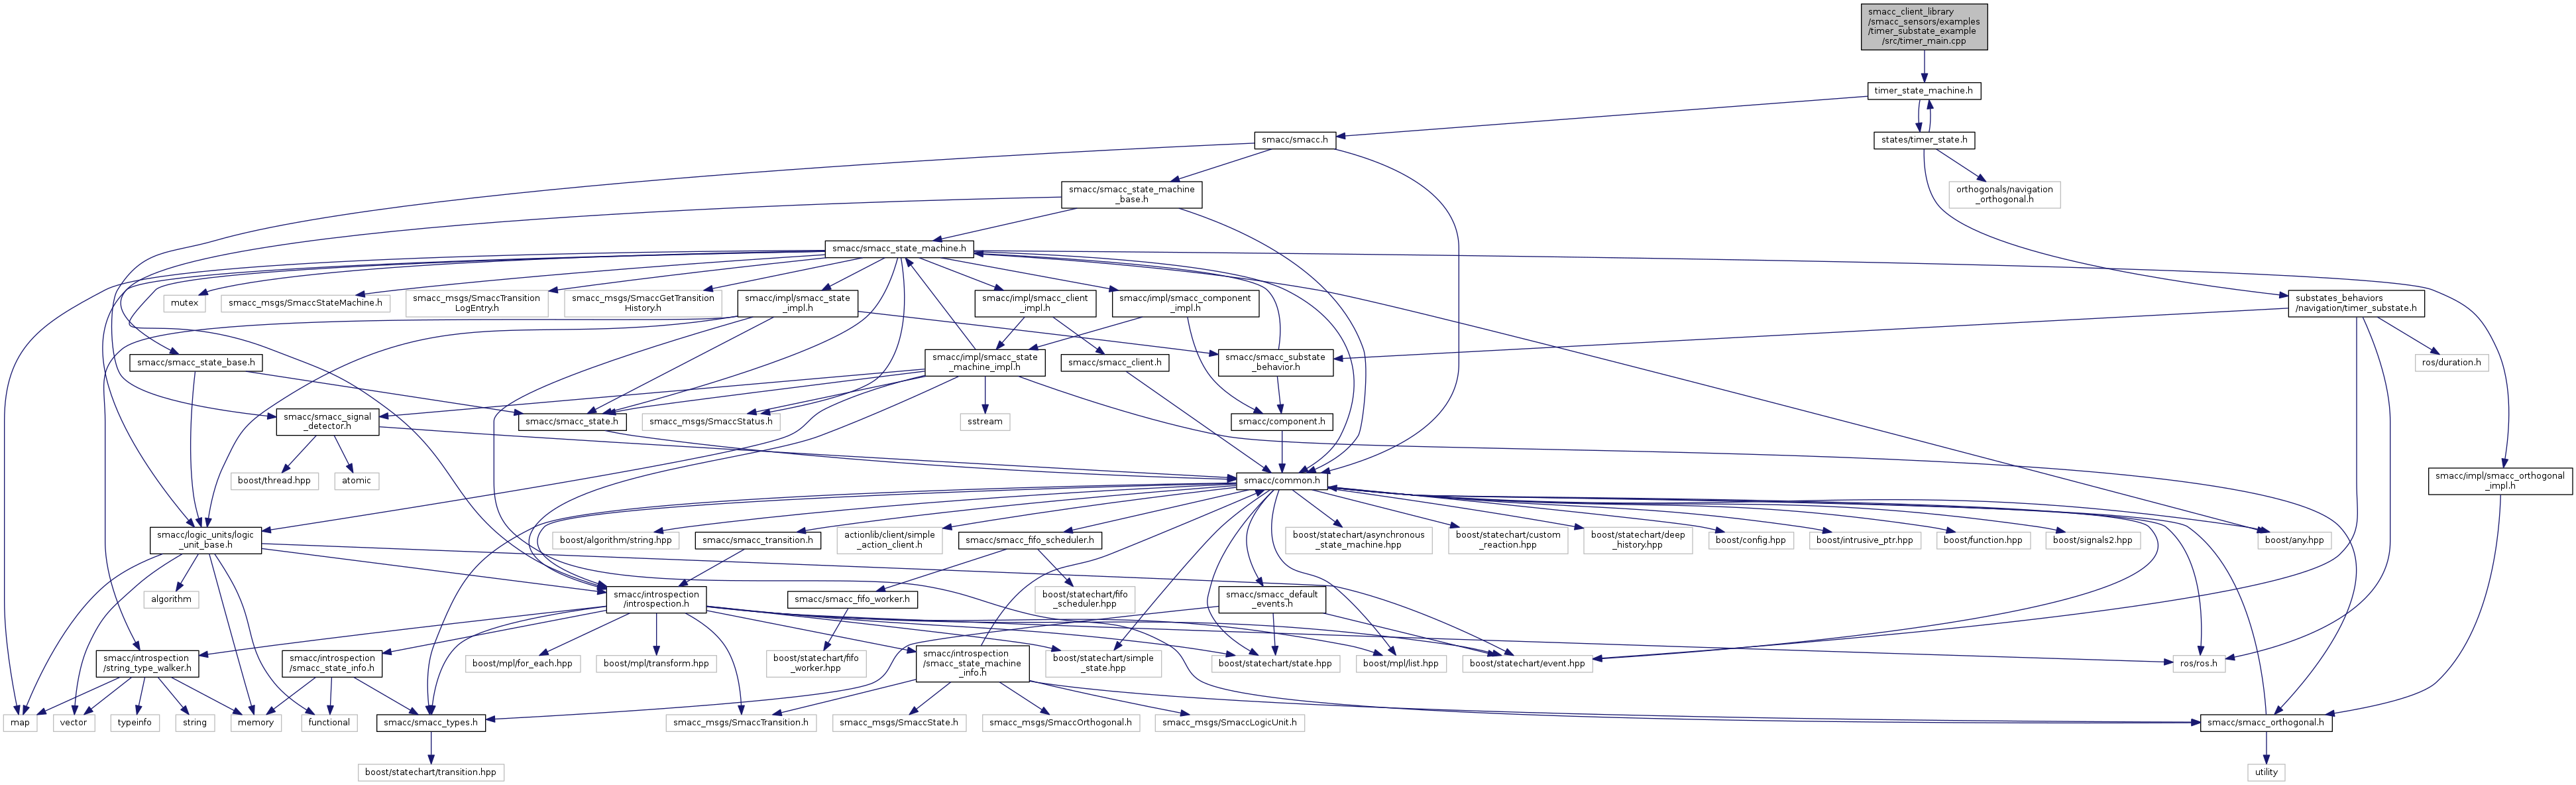 smacc_client_library
/smacc_sensors/examples
/timer_substate_example
/src/timer_main.cpp
timer_state_machine.h
smacc/smacc.h
states/timer_state.h
smacc/smacc_state_machine
_base.h
orthogonals/navigation
_orthogonal.h
smacc/smacc_state_machine.h
mutex
smacc_msgs/SmaccStateMachine.h
smacc_msgs/SmaccTransition
LogEntry.h
smacc_msgs/SmaccGetTransition
History.h
smacc/impl/smacc_state
_impl.h
smacc/impl/smacc_client
_impl.h
smacc/impl/smacc_component
_impl.h
substates_behaviors
/navigation/timer_substate.h
smacc/smacc_state_base.h
smacc/impl/smacc_state
_machine_impl.h
smacc/smacc_client.h
smacc/smacc_substate
_behavior.h
ros/duration.h
smacc/smacc_signal
_detector.h
smacc/smacc_state.h
smacc_msgs/SmaccStatus.h
sstream
smacc/component.h
boost/thread.hpp
atomic
smacc/common.h
smacc/impl/smacc_orthogonal
_impl.h
smacc/logic_units/logic
_unit_base.h
boost/algorithm/string.hpp
smacc/smacc_transition.h
actionlib/client/simple
_action_client.h
smacc/smacc_fifo_scheduler.h
boost/statechart/asynchronous
_state_machine.hpp
boost/statechart/custom
_reaction.hpp
boost/statechart/deep
_history.hpp
boost/config.hpp
boost/intrusive_ptr.hpp
boost/function.hpp
boost/signals2.hpp
boost/any.hpp
algorithm
smacc/introspection
/introspection.h
smacc/smacc_fifo_worker.h
boost/statechart/fifo
_scheduler.hpp
smacc/smacc_default
_events.h
smacc/introspection
/string_type_walker.h
smacc/introspection
/smacc_state_info.h
boost/mpl/for_each.hpp
boost/mpl/transform.hpp
boost/statechart/fifo
_worker.hpp
smacc/introspection
/smacc_state_machine
_info.h
boost/statechart/simple
_state.hpp
boost/statechart/state.hpp
boost/mpl/list.hpp
boost/statechart/event.hpp
ros/ros.h
map
vector
typeinfo
string
memory
functional
smacc/smacc_types.h
smacc_msgs/SmaccTransition.h
smacc_msgs/SmaccState.h
smacc_msgs/SmaccOrthogonal.h
smacc_msgs/SmaccLogicUnit.h
smacc/smacc_orthogonal.h
boost/statechart/transition.hpp
utility